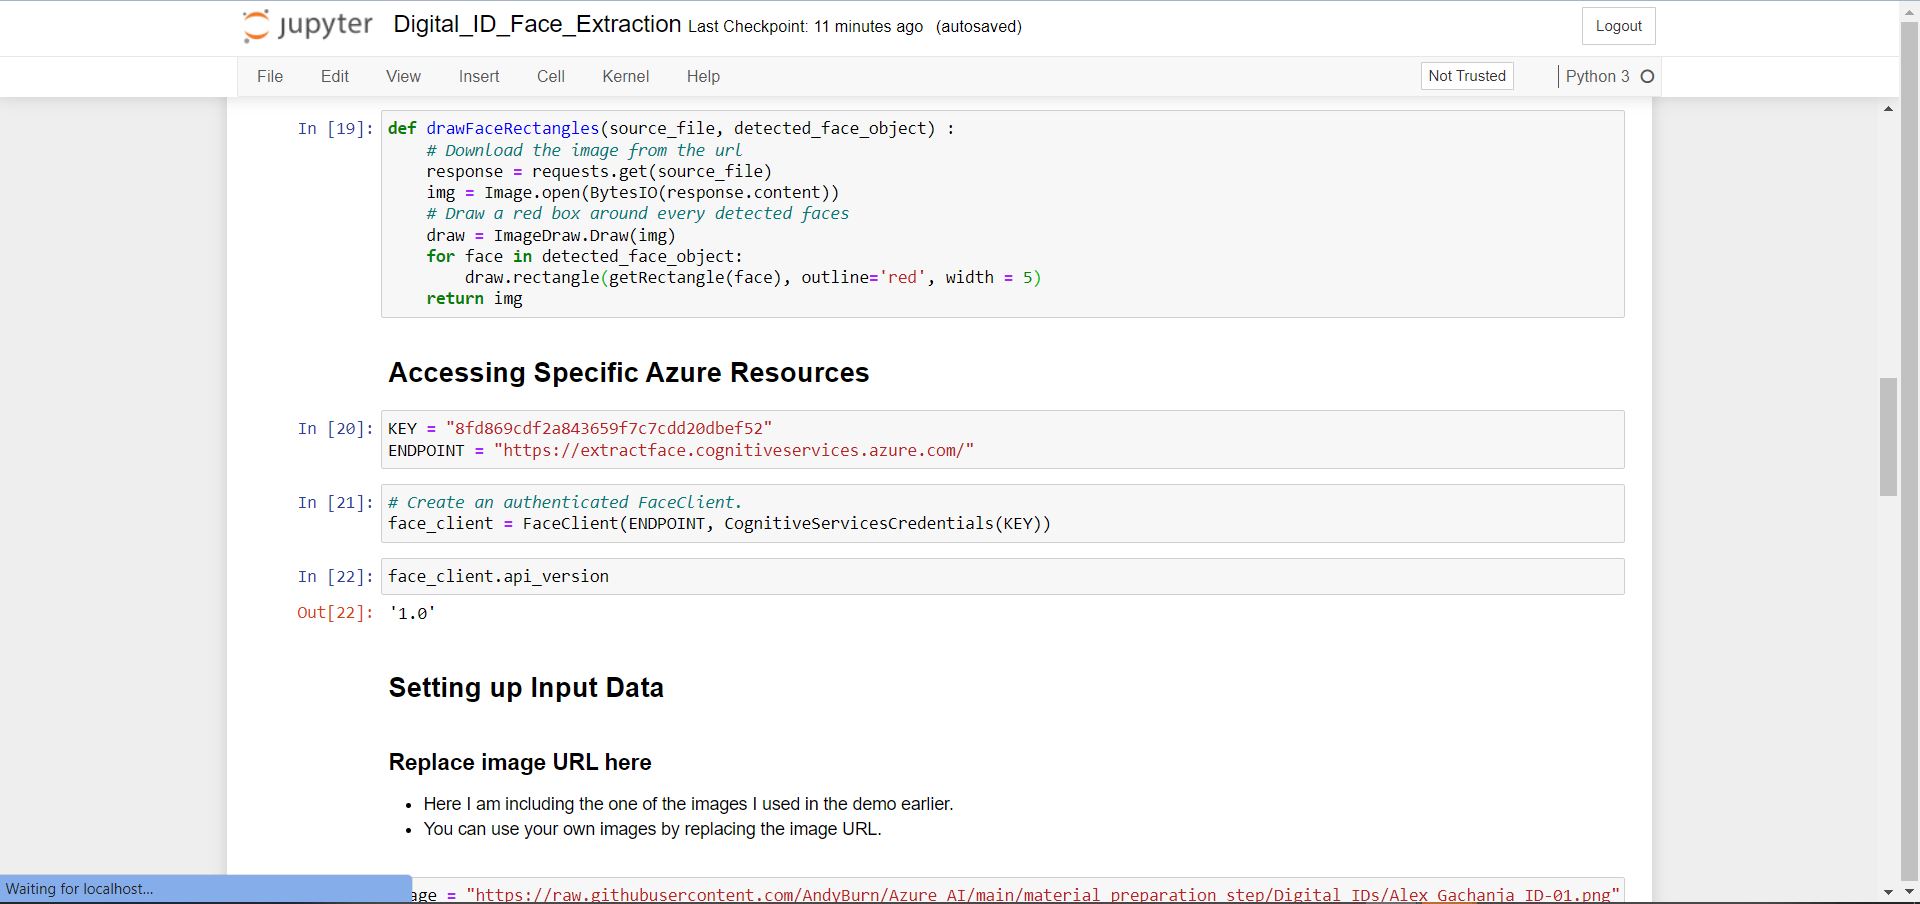 jupyter Digital_ID_Face_Extraction Last Checkpoint: 11 minutes ago (autosaved) Logout
File Edit View Insert Cell Kernel Help Not Trusted Python 3
In [19]: def drawFaceRectangles(source_file, detected_face_object) :
# Download the image from the url
response = requests.get(source_file)
img = Image.open(BytesIO(response.content))
# Draw a red box around every detected faces
draw = ImageDraw.Draw(img)
for face in detected_face_object:
draw.rectangle(getRectangle(face), outline='red', width = 5)
return img
Accessing Specific Azure Resources
In [20]: KEY = "8fd869cdf2a843659f7c7cdd20dbef52"
ENDPOINT = "https://extractface.cognitiveservices.azure.com/"
In [21]: # Create an authenticated FaceClient.
face_client = FaceClient(ENDPOINT, CognitiveServicesCredentials(KEY))
In [22]: face_client.api_version
Out[22]: '1.0'
Setting up Input Data
Replace image URL here
• Here I am including the one of the images I used in the demo earlier.
• You can use your own images by replacing the image URL.
Waiting for localhost...
age = "https://raw.githubusercontent.com/AndyBurn/Azure_AI/main/material_preparation_step/Digital_IDs/Alex_Gachanja_ID-01.png"